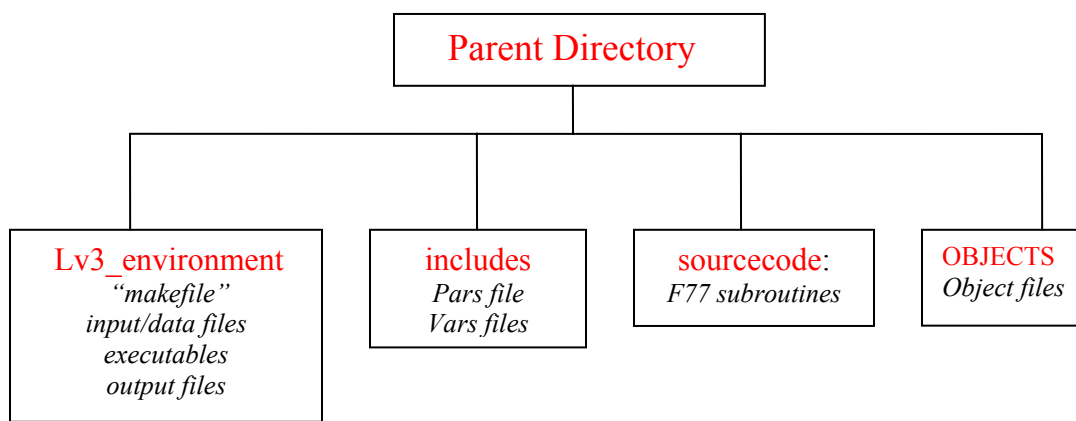 Parent Directory
Lv3_environment
“makefile”
input/data files
executables
output files
includes
Pars file
Vars files
sourcecode:
F77 subroutines
OBJECTS
Object files